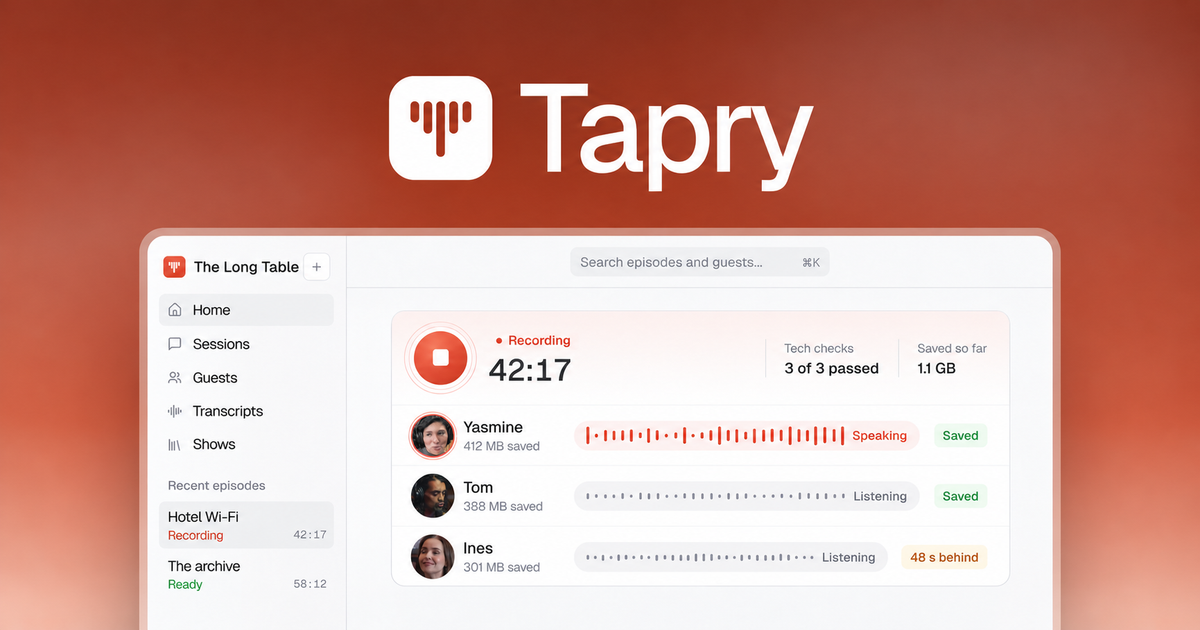 Tapry
The Long Table
+
Search episodes and guests... ⌘K
Home
Sessions
Guests
Transcripts
Shows
Recent episodes
Hotel Wi-Fi
Recording 42:17
The archive
Ready 58:12
Recording
42:17
Tech checks
3 of 3 passed
Saved so far
1.1 GB
Yasmine
412 MB saved
Speaking
Saved
Tom
388 MB saved
Listening
Saved
Ines
301 MB saved
Listening
48 s behind